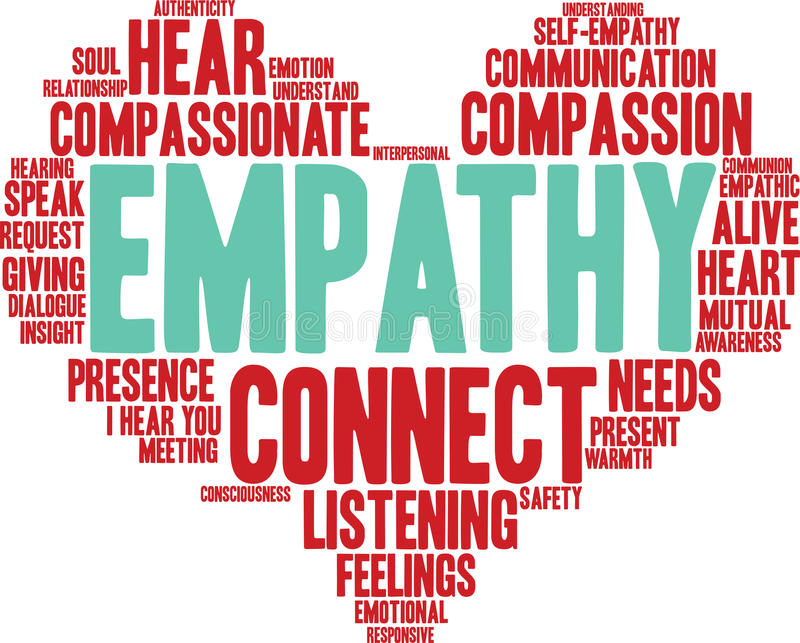 AUTHENTICITY
HEAR
SOUL
EMOTION
RELATIONSHIP
UNDERSTAND
COMPASSIONATE
UNDERSTANDING
SELF-EMPATHY
COMMUNICATION
COMPASSION
INTERPERSONAL
HEARING
SPEAK
REQUEST
GIVING
DIALOGUE
INSIGHT
EMPATHY
COMMUNION
EMPATHIC
ALIVE
HEART
MUTUAL
AWARENESS
PRESENCE
I HEAR YOU
MEETING
CONNECT
NEEDS
PRESENT
WARMTH
CONSCIOUSNESS
SAFETY
LISTENING
FEELINGS
EMOTIONAL
RESPONSIVE
dreamstime